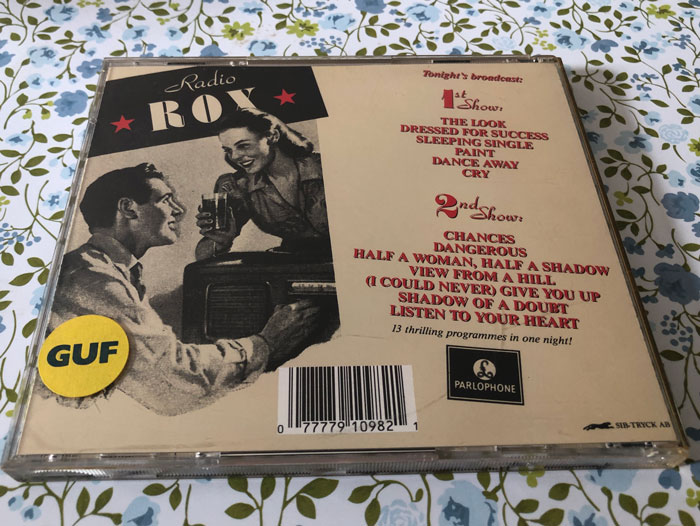 Radio
ROX
Tonight's broadcast:
1st Show:
THE LOOK
DRESSED FOR SUCCESS
SLEEPING SINGLE
PAINT
DANCE AWAY
CRY
2nd Show:
CHANCES
DANGEROUS
HALF A WOMAN, HALF A SHADOW
VIEW FROM A HILL
(I COULD NEVER) GIVE YOU UP
SHADOW OF A DOUBT
LISTEN TO YOUR HEART
13 thrilling programmes in one night!
GUF
PARLOPHONE
0 77779 10982 1
SIB-TRYCK AB